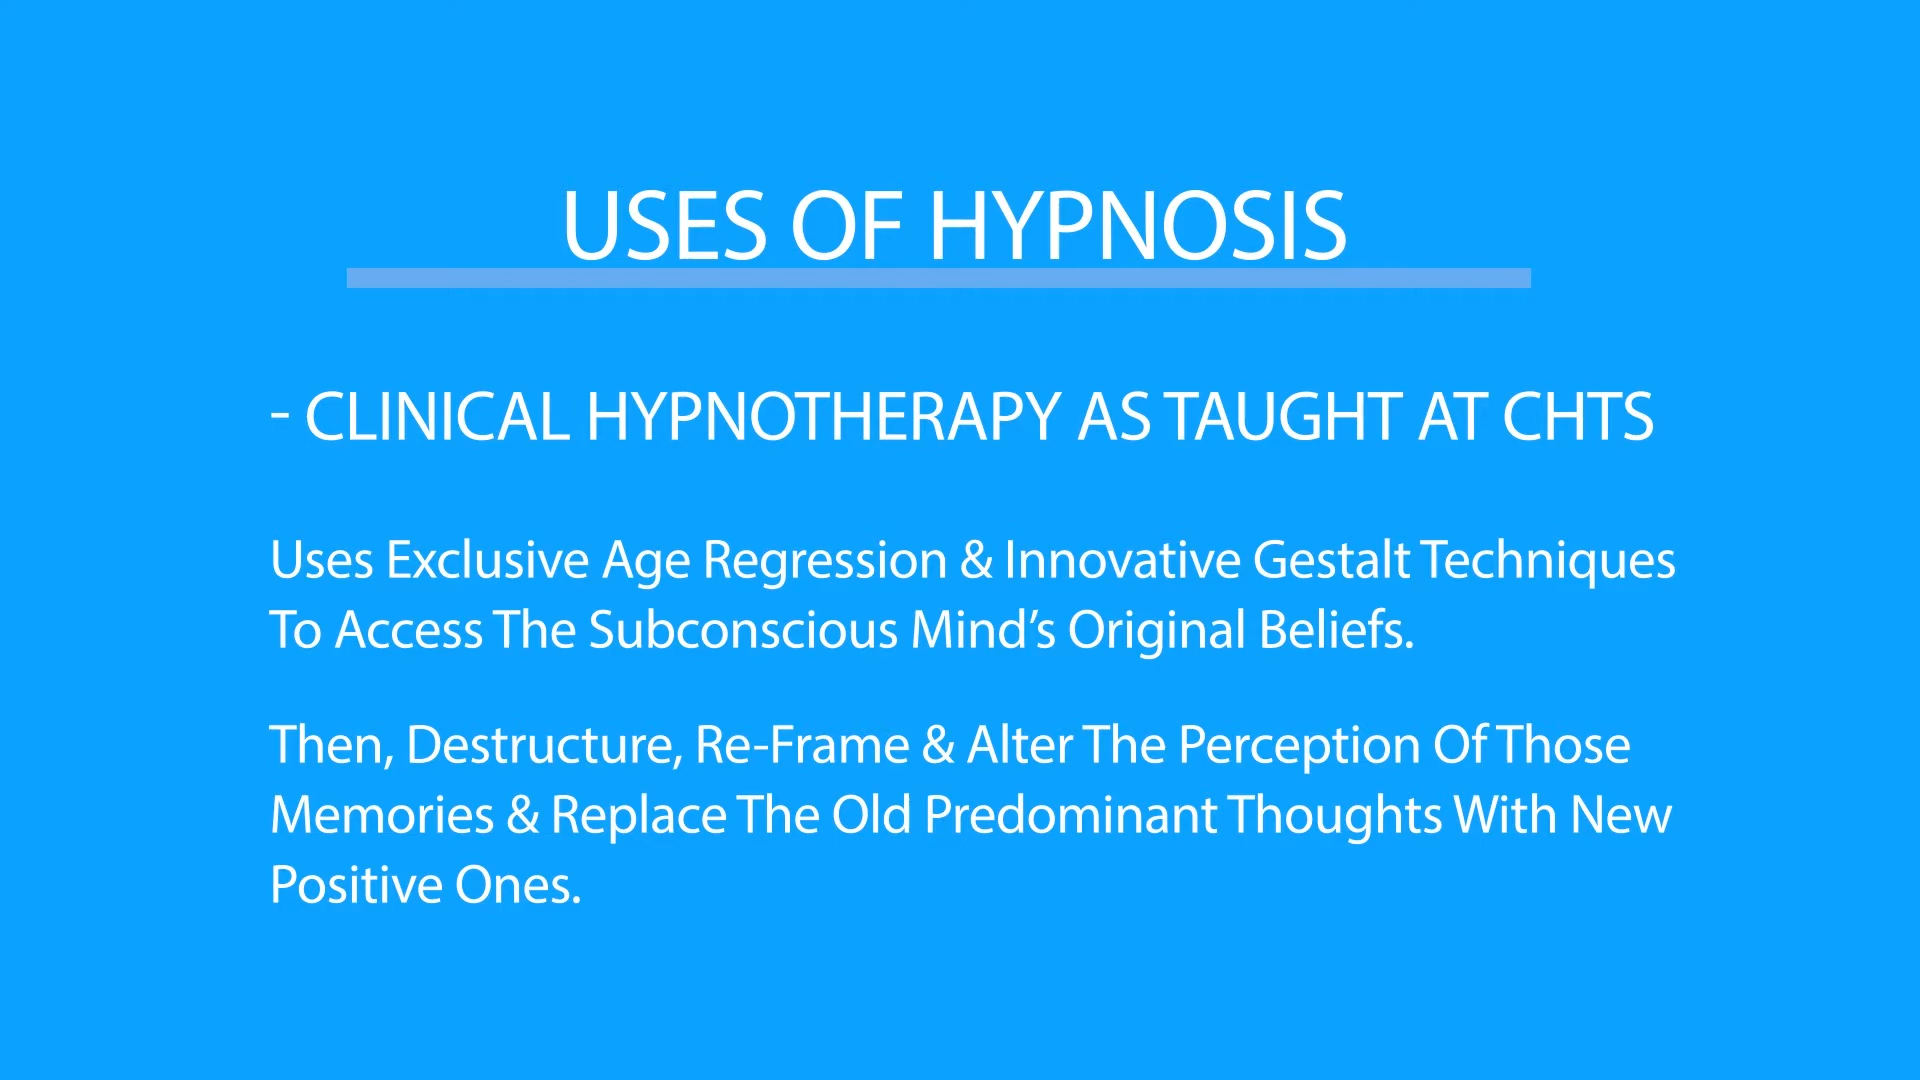 USES OF HYPNOSIS
- CLINICAL HYPNOTHERAPY AS TAUGHT AT CHTS
Uses Exclusive Age Regression & Innovative Gestalt Techniques
To Access The Subconscious Mind’s Original Beliefs.
Then, Destructure, Re-Frame & Alter The Perception Of Those
Memories & Replace The Old Predominant Thoughts With New
Positive Ones.